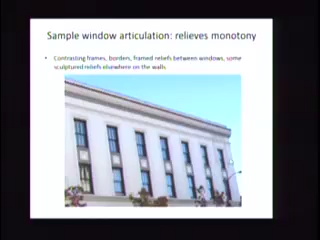 Sample window articulation: relieves monotony
• Contrasting frames, borders, framed reliefs between windows, some
sculptured reliefs elsewhere on the walls